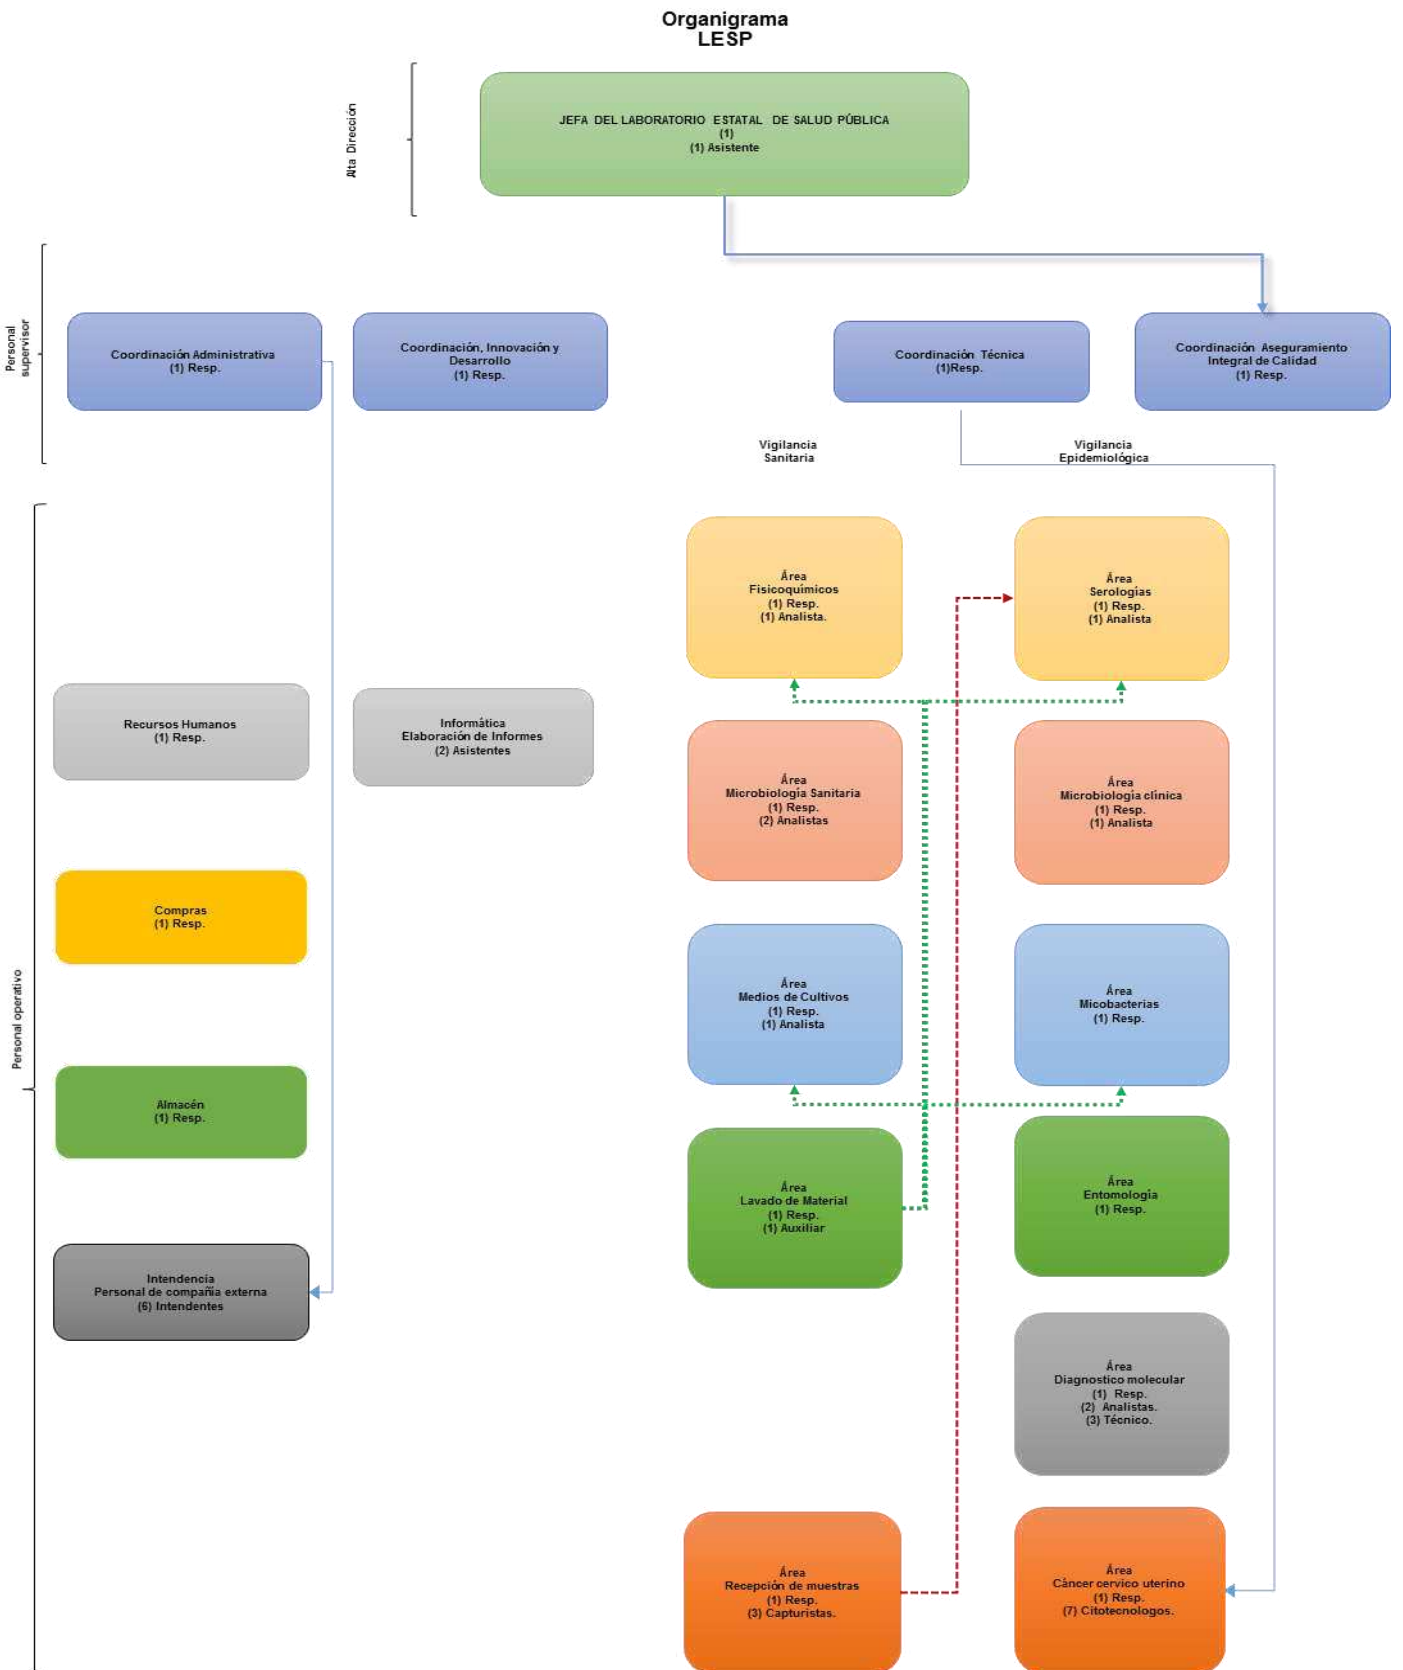 Organigrama
LESP
Alta Dirección
JEFA DEL LABORATORIO ESTATAL DE SALUD PÚBLICA
(1)
(1) Asistente
Personal
supervisor
Coordinación Administrativa
(1) Resp.
Coordinación, Innovación y
Desarrollo
(1) Resp.
Coordinación Técnica
(1)Resp.
Coordinación Aseguramiento
Integral de Calidad
(1) Resp.
Vigilancia
Sanitaria
Vigilancia
Epidemiológica
Personal operativo
Área
Fisicoquímicos
(1) Resp.
(1) Analista.
Área
Serologías
(1) Resp.
(1) Analista
Recursos Humanos
(1) Resp.
Informática
Elaboración de Informes
(2) Asistentes
Área
Microbiología Sanitaria
(1) Resp.
(2) Analistas
Área
Microbiología clínica
(1) Resp.
(1) Analista
Compras
(1) Resp.
Área
Medios de Cultivos
(1) Resp.
(1) Analista
Área
Micobacterias
(1) Resp.
Almacén
(1) Resp.
Área
Lavado de Material
(1) Resp.
(1) Auxiliar
Área
Entomología
(1) Resp.
Intendencia
Personal de compañia externa
(6) Intendentes
Área
Diagnostico molecular
(1) Resp.
(2) Analistas.
(3) Técnico.
Área
Recepción de muestras
(1) Resp.
(3) Capturistas.
Área
Cáncer cervico uterino
(1) Resp.
(7) Citotecnologos.